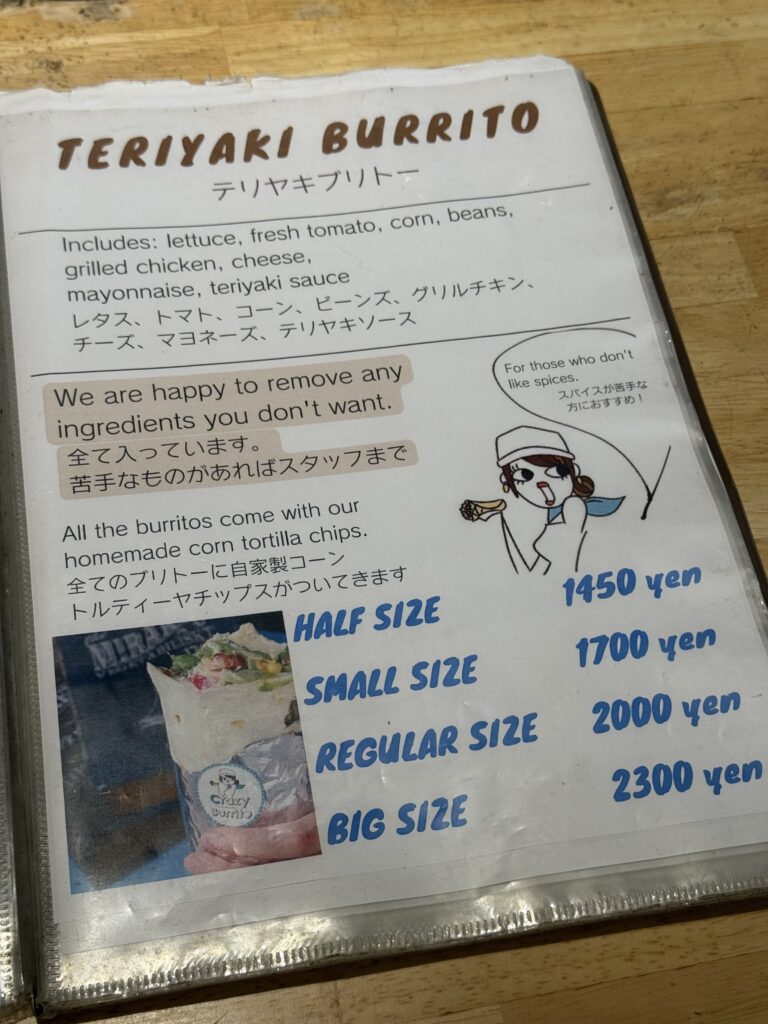 TERIYAKI BURRITO
テリヤキブリトー
Includes: lettuce, fresh tomato, corn, beans,
grilled chicken, cheese,
mayonnaise, teriyaki sauce
レタス、トマト、コーン、ビーンズ、グリルチキン、
チーズ、マヨネーズ、テリヤキソース
We are happy to remove any
ingredients you don't want.
全て入っています。
苦手なものがあればスタッフまで
For those who don't
like spices.
スパイスが苦手な
方におすすめ！
All the burritos come with our
homemade corn tortilla chips.
全てのブリトーに自家製コーン
トルティーヤチップスがついてきます
HALF SIZE 1450 yen
SMALL SIZE 1700 yen
REGULAR SIZE 2000 yen
BIG SIZE 2300 yen
Crazy
Burrito